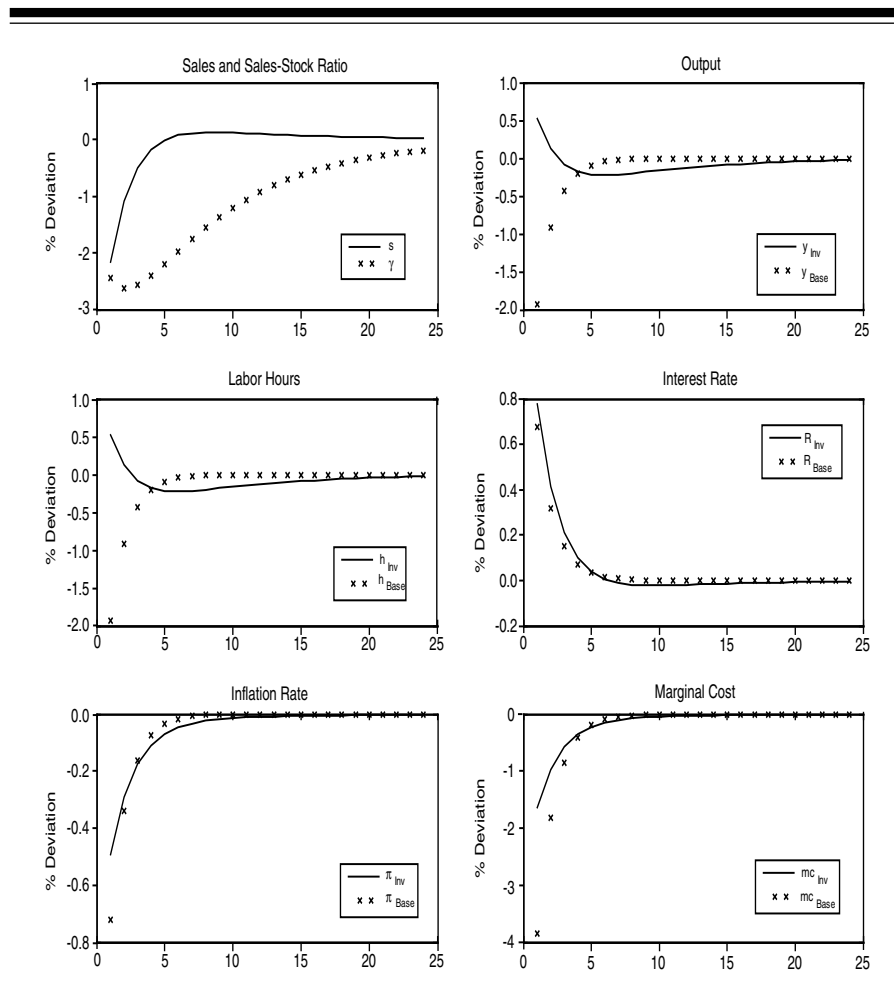 Sales and Sales-Stock Ratio
% Deviation
1
0
-1
-2
-3
0 5 10 15 20 25
s
γ
Output
% Deviation
1.0
0.5
0.0
-0.5
-1.0
-1.5
-2.0
0 5 10 15 20 25
y Inv
y Base
Labor Hours
% Deviation
1.0
0.5
0.0
-0.5
-1.0
-1.5
-2.0
0 5 10 15 20 25
h Inv
h Base
Interest Rate
% Deviation
0.8
0.6
0.4
0.2
0.0
-0.2
0 5 10 15 20 25
R Inv
R Base
Inflation Rate
% Deviation
0.0
-0.2
-0.4
-0.6
-0.8
0 5 10 15 20 25
π Inv
π Base
Marginal Cost
% Deviation
0
-1
-2
-3
-4
0 5 10 15 20 25
mc Inv
mc Base